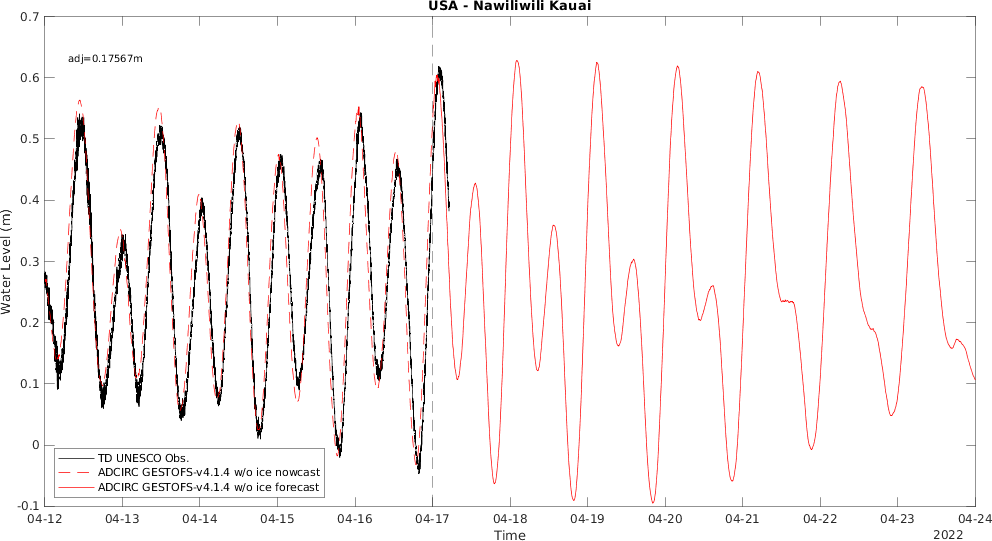 USA - Nawiliwili Kauai
adj=0.17567m
Water Level (m)
0.7
0.6
0.5
0.4
0.3
0.2
0.1
0
-0.1
TD UNESCO Obs.
ADCIRC GESTOFS-v4.1.4 w/o ice nowcast
ADCIRC GESTOFS-v4.1.4 w/o ice forecast
04-12 04-13 04-14 04-15 04-16 04-17 04-18 04-19 04-20 04-21 04-22 04-23 04-24
Time
2022